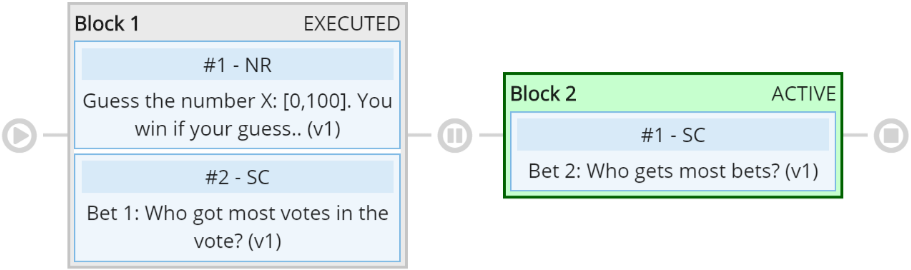 Block 1 EXECUTED
#1 - NR
Guess the number X: [0,100]. You
win if your guess.. (v1)
#2 - SC
Bet 1: Who got most votes in the
vote? (v1)
Block 2 ACTIVE
#1 - SC
Bet 2: Who gets most bets? (v1)